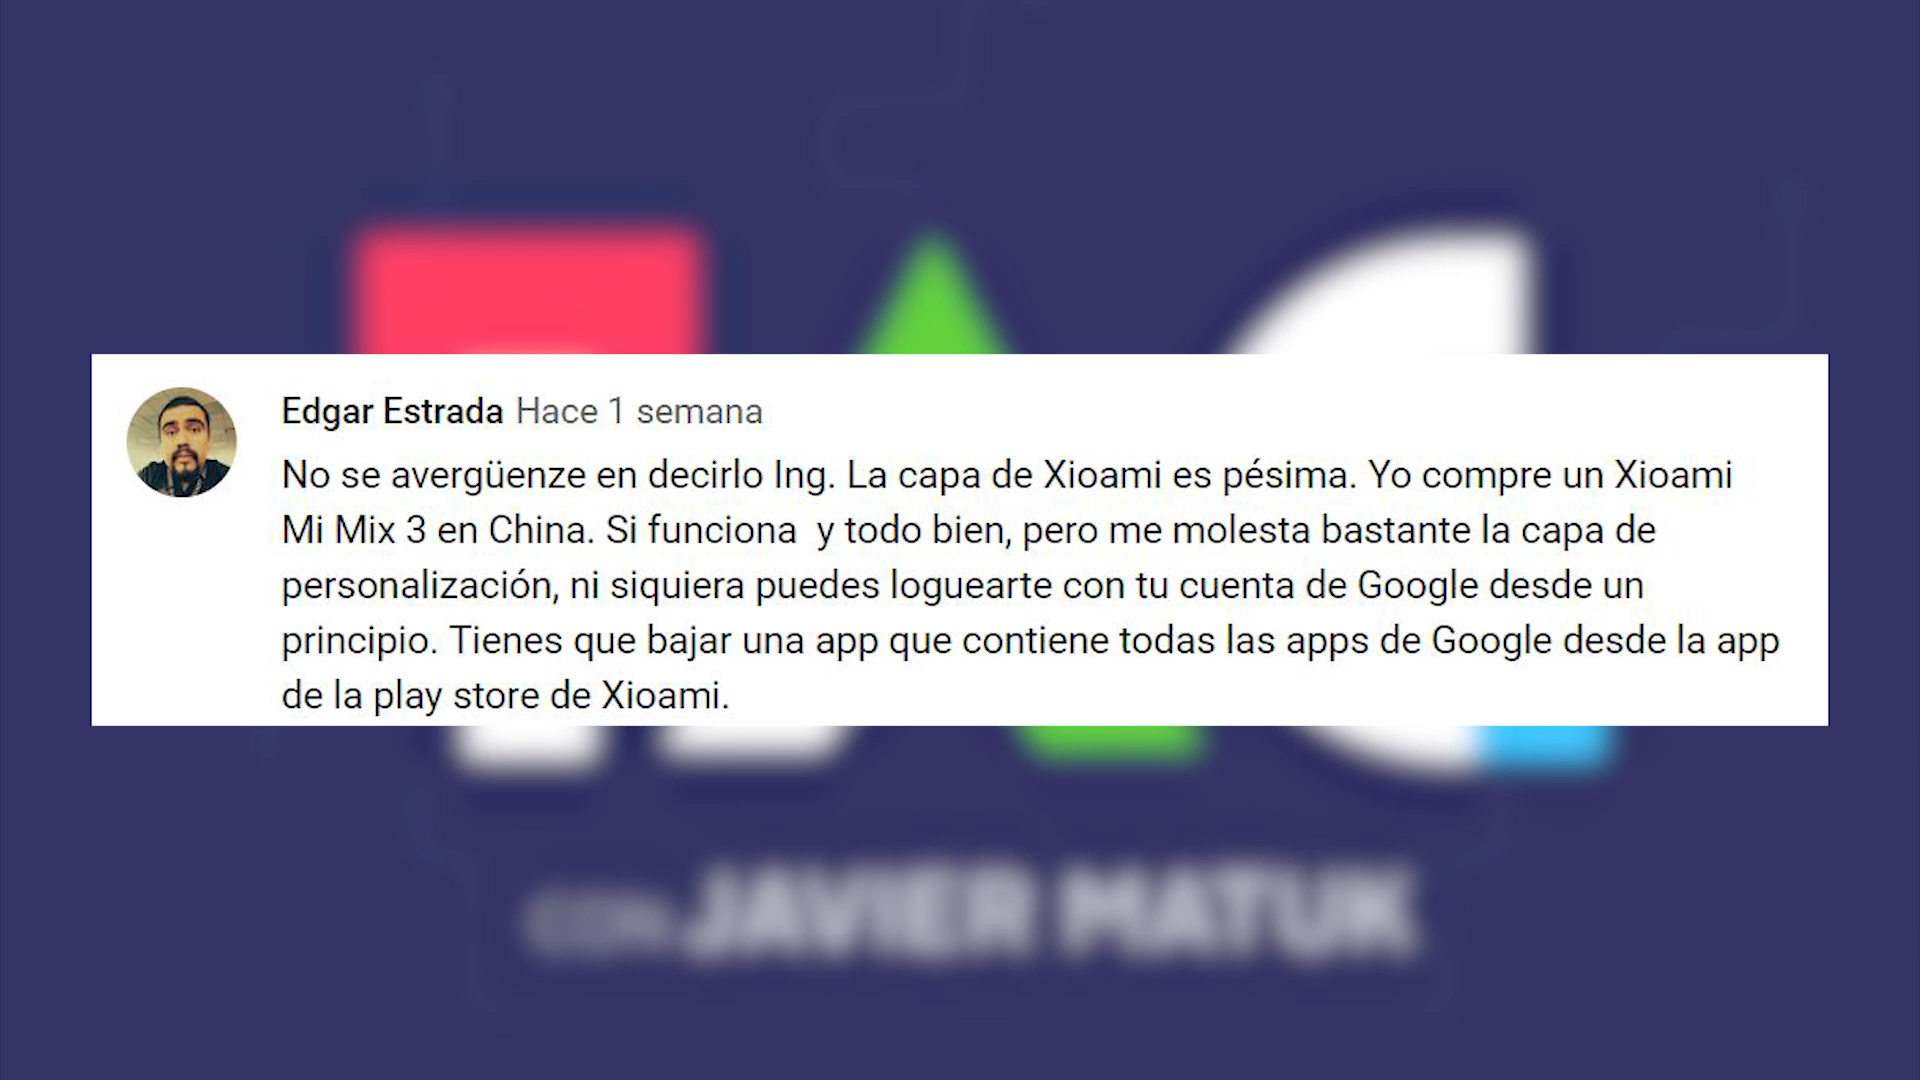 Edgar Estrada Hace 1 semana
No se avergüenze en decirlo Ing. La capa de Xioami es pésima. Yo compre un Xioami
Mi Mix 3 en China. Si funciona  y todo bien, pero me molesta bastante la capa de
personalización, ni siquiera puedes loguearte con tu cuenta de Google desde un
principio. Tienes que bajar una app que contiene todas las apps de Google desde la app
de la play store de Xioami.
CON JAVIER MATUK